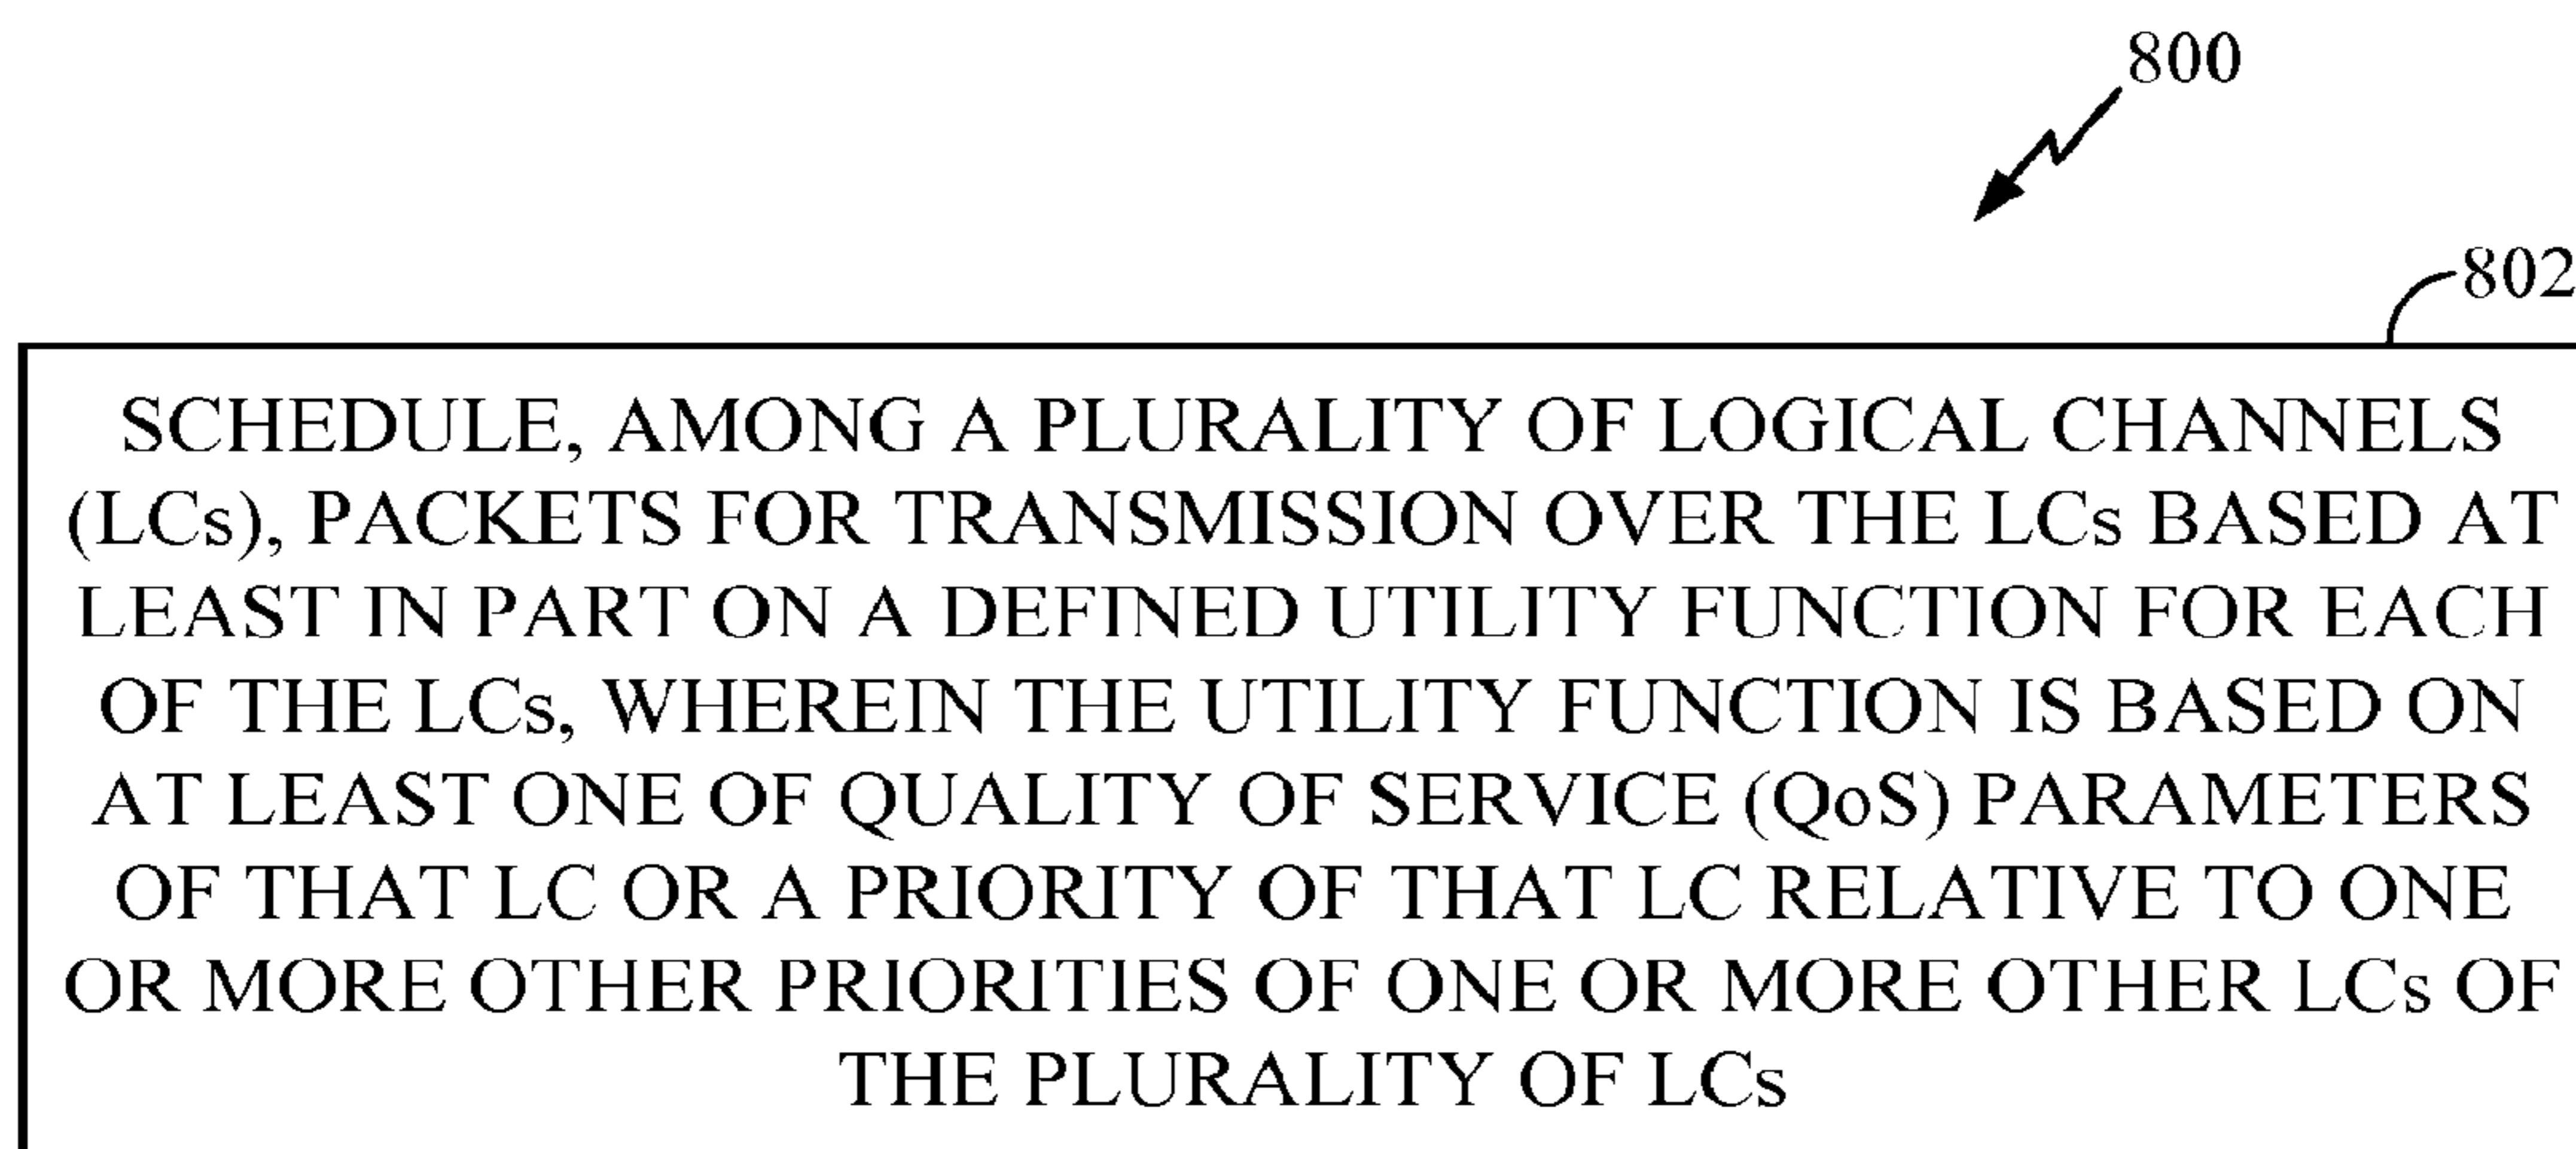 800
802
SCHEDULE, AMONG A PLURALITY OF LOGICAL CHANNELS
(LCs), PACKETS FOR TRANSMISSION OVER THE LCs BASED AT
LEAST IN PART ON A DEFINED UTILITY FUNCTION FOR EACH
OF THE LCs, WHEREIN THE UTILITY FUNCTION IS BASED ON
AT LEAST ONE OF QUALITY OF SERVICE (QoS) PARAMETERS
OF THAT LC OR A PRIORITY OF THAT LC RELATIVE TO ONE
OR MORE OTHER PRIORITIES OF ONE OR MORE OTHER LCs OF
THE PLURALITY OF LCs